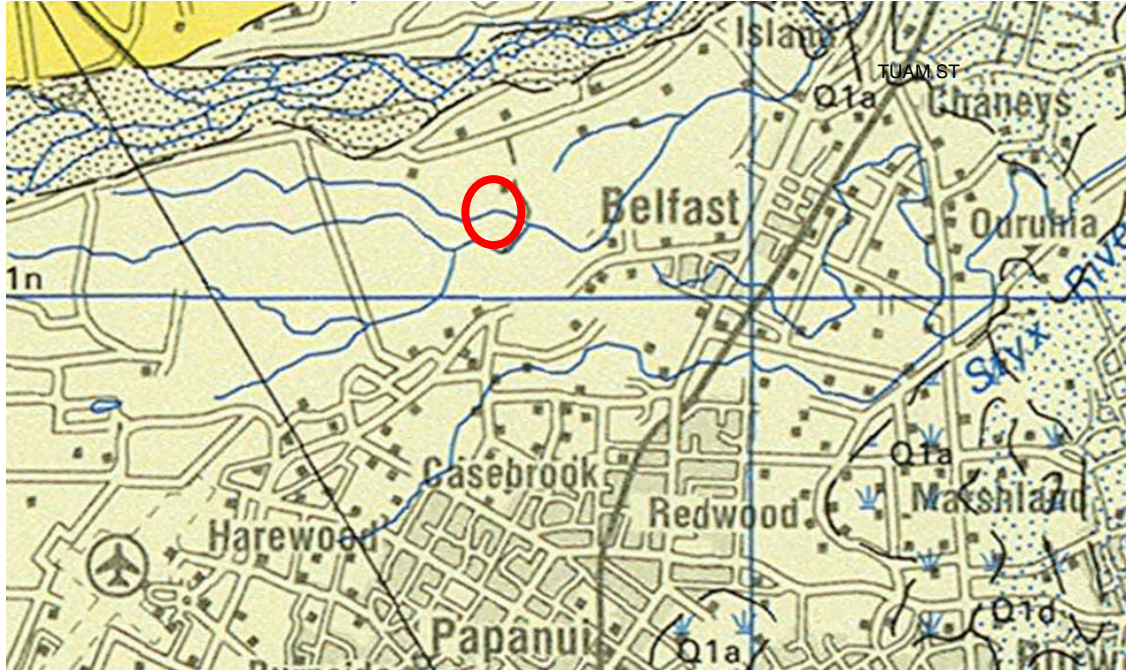 Island
TUAM ST
Q1a
Chaneys
Belfast
Ouruhia
1n
River
Styx
Q1a
Casebrook
Marshland
Redwood
Harewood
Q1d
Papanui
Q1a